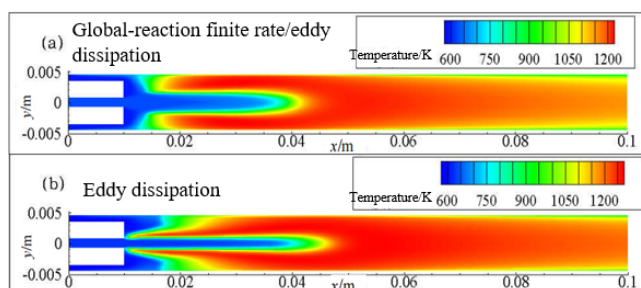 (a) Global-reaction finite rate/eddy
dissipation
Temperature/K
600 750 900 1050 1200
0.005
0
-0.005
y/m
0 0.02 0.04 0.06 0.08 0.1
x/m
(b) Eddy dissipation
Temperature/K
600 750 900 1050 1200
0.005
0
-0.005
y/m
0 0.02 0.04 0.06 0.08 0.1
x/m